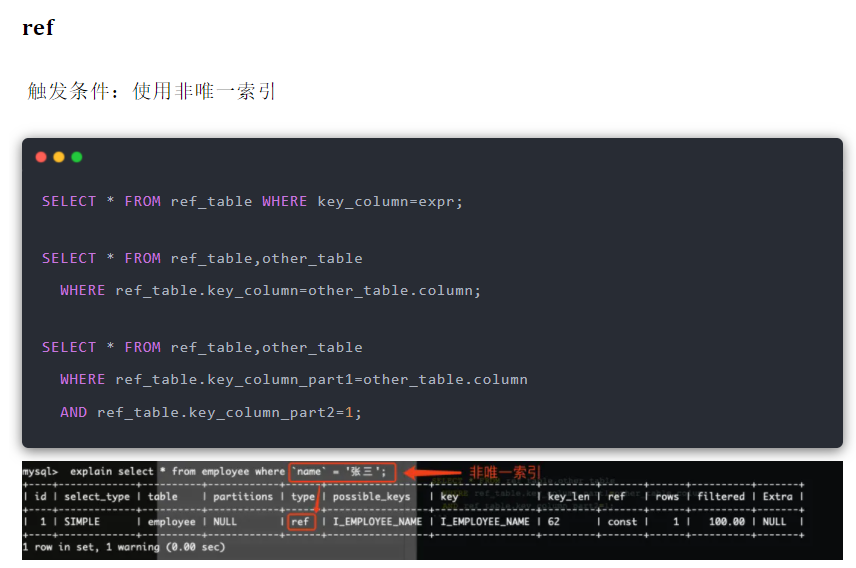 ref
触发条件：使用非唯一索引
SELECT * FROM ref_table WHERE key_column=expr;
SELECT * FROM ref_table,other_table
WHERE ref_table.key_column=other_table.column;
SELECT * FROM ref_table,other_table
WHERE ref_table.key_column_part1=other_table.column
AND ref_table.key_column_part2=1;
mysql> explain select * from employee where `name` = '张三'; 非唯一索引
| id | select_type | table | partitions | type | possible_keys | key | key_len | ref | rows | filtered | Extra |
| 1 | SIMPLE | employee | NULL | ref | I_EMPLOYEE_NAME | I_EMPLOYEE_NAME | 62 | const | 1 | 100.00 | NULL |
1 row in set, 1 warning (0.00 sec)